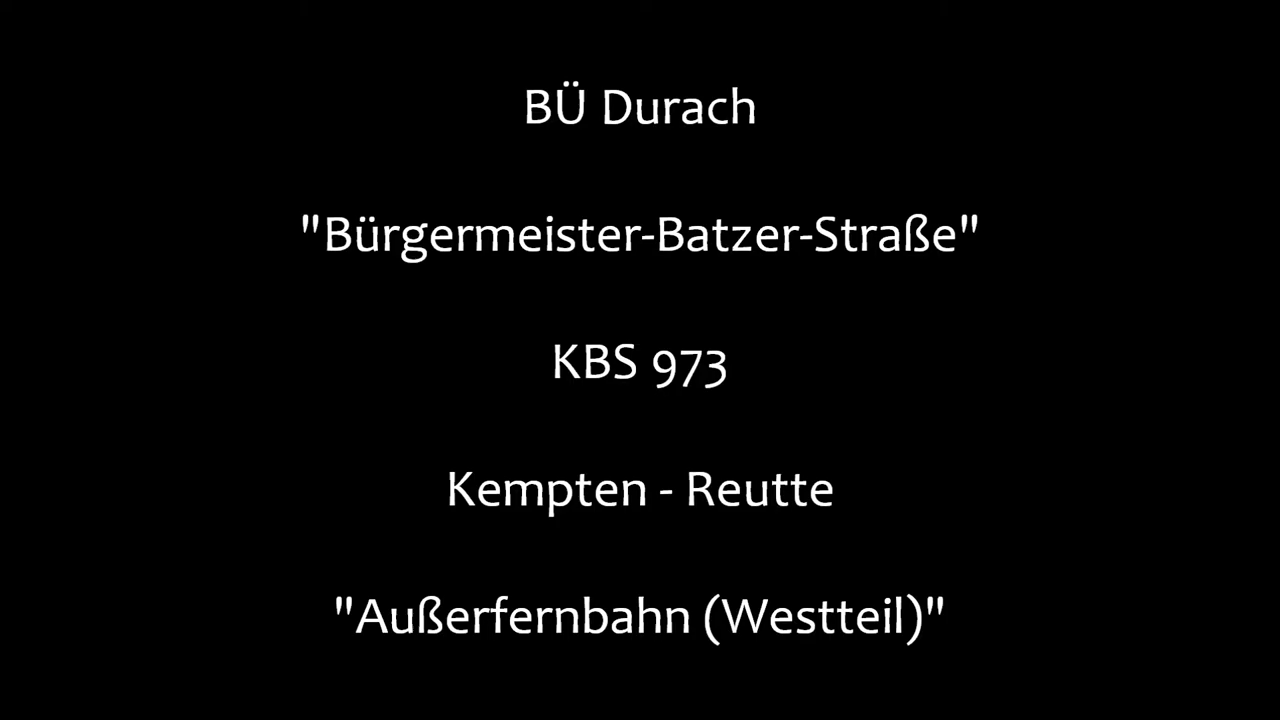 BÜ Durach
"Bürgermeister-Batzer-Straße"
KBS 973
Kempten - Reutte
"Außerfernbahn (Westteil)"